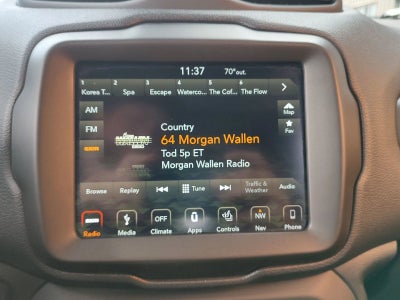 11:37 70° out.
1 2 3 4 5 6
Korea T... Spa Escape Waterco... The Cof... The Flow
AM
FM
Map
Fav
Country
64 Morgan Wallen
Tod 5p ET
Morgan Wallen Radio
Browse Replay Tune Traffic & Weather Audio
OFF NW
Radio Media Climate Apps Controls Nav Phone